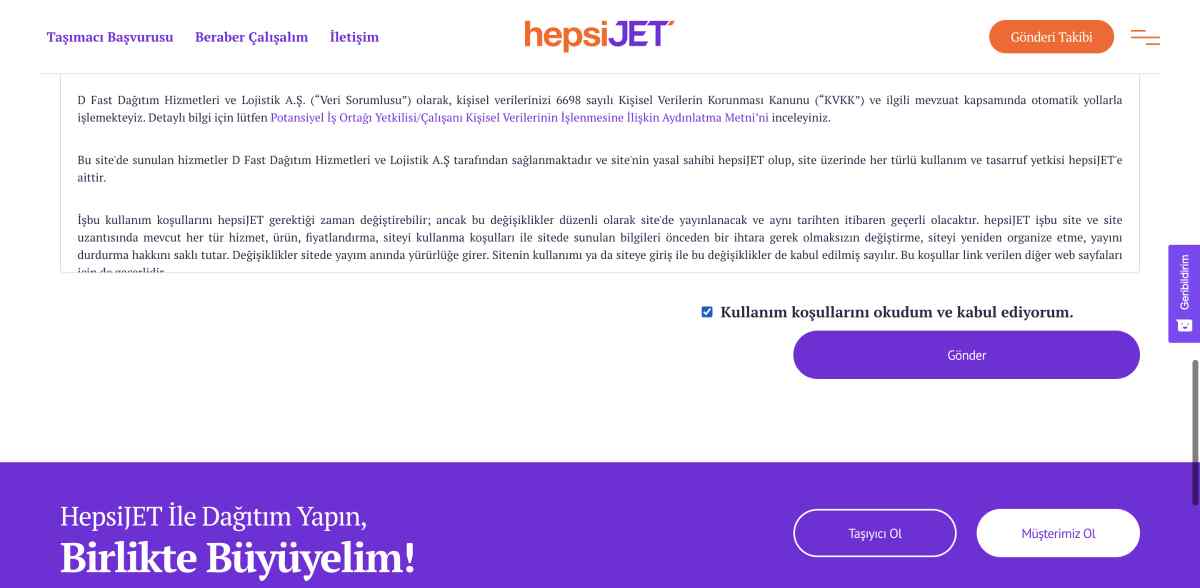 Taşımacı Başvurusu Beraber Çalışalım İletişim hepsiJET Gönderi Takibi
D Fast Dağıtım Hizmetleri ve Lojistik A.Ş. (“Veri Sorumlusu”) olarak, kişisel verilerinizi 6698 sayılı Kişisel Verilerin Korunması Kanunu (“KVKK”) ve ilgili mevzuat kapsamında otomatik yollarla
işlemekteyiz. Detaylı bilgi için lütfen Potansiyel İş Ortağı Yetkilisi/Çalışanı Kişisel Verilerinin İşlenmesine İlişkin Aydınlatma Metni’ni inceleyiniz.
Bu site'de sunulan hizmetler D Fast Dağıtım Hizmetleri ve Lojistik A.Ş tarafından sağlanmaktadır ve site'nin yasal sahibi hepsiJET olup, site üzerinde her türlü kullanım ve tasarruf yetkisi hepsiJET'e
aittir.
İşbu kullanım koşullarını hepsiJET gerektiği zaman değiştirebilir; ancak bu değişiklikler düzenli olarak site'de yayınlanacak ve aynı tarihten itibaren geçerli olacaktır. hepsiJET işbu site ve site
uzantısında mevcut her tür hizmet, ürün, fiyatlandırma, siteyi kullanma koşulları ile sitede sunulan bilgileri önceden bir ihtara gerek olmaksızın değiştirme, siteyi yeniden organize etme, yayını
durdurma hakkını saklı tutar. Değişiklikler sitede yayım anında yürürlüğe girer. Sitenin kullanımı ya da siteye giriş ile bu değişiklikler de kabul edilmiş sayılır. Bu koşullar link verilen diğer web sayfaları
için de geçerlidir.
Geribildirim
Kullanım koşullarını okudum ve kabul ediyorum.
Gönder
HepsiJET İle Dağıtım Yapın,
Birlikte Büyüyelim!
Taşıyıcı Ol Müşterimiz Ol